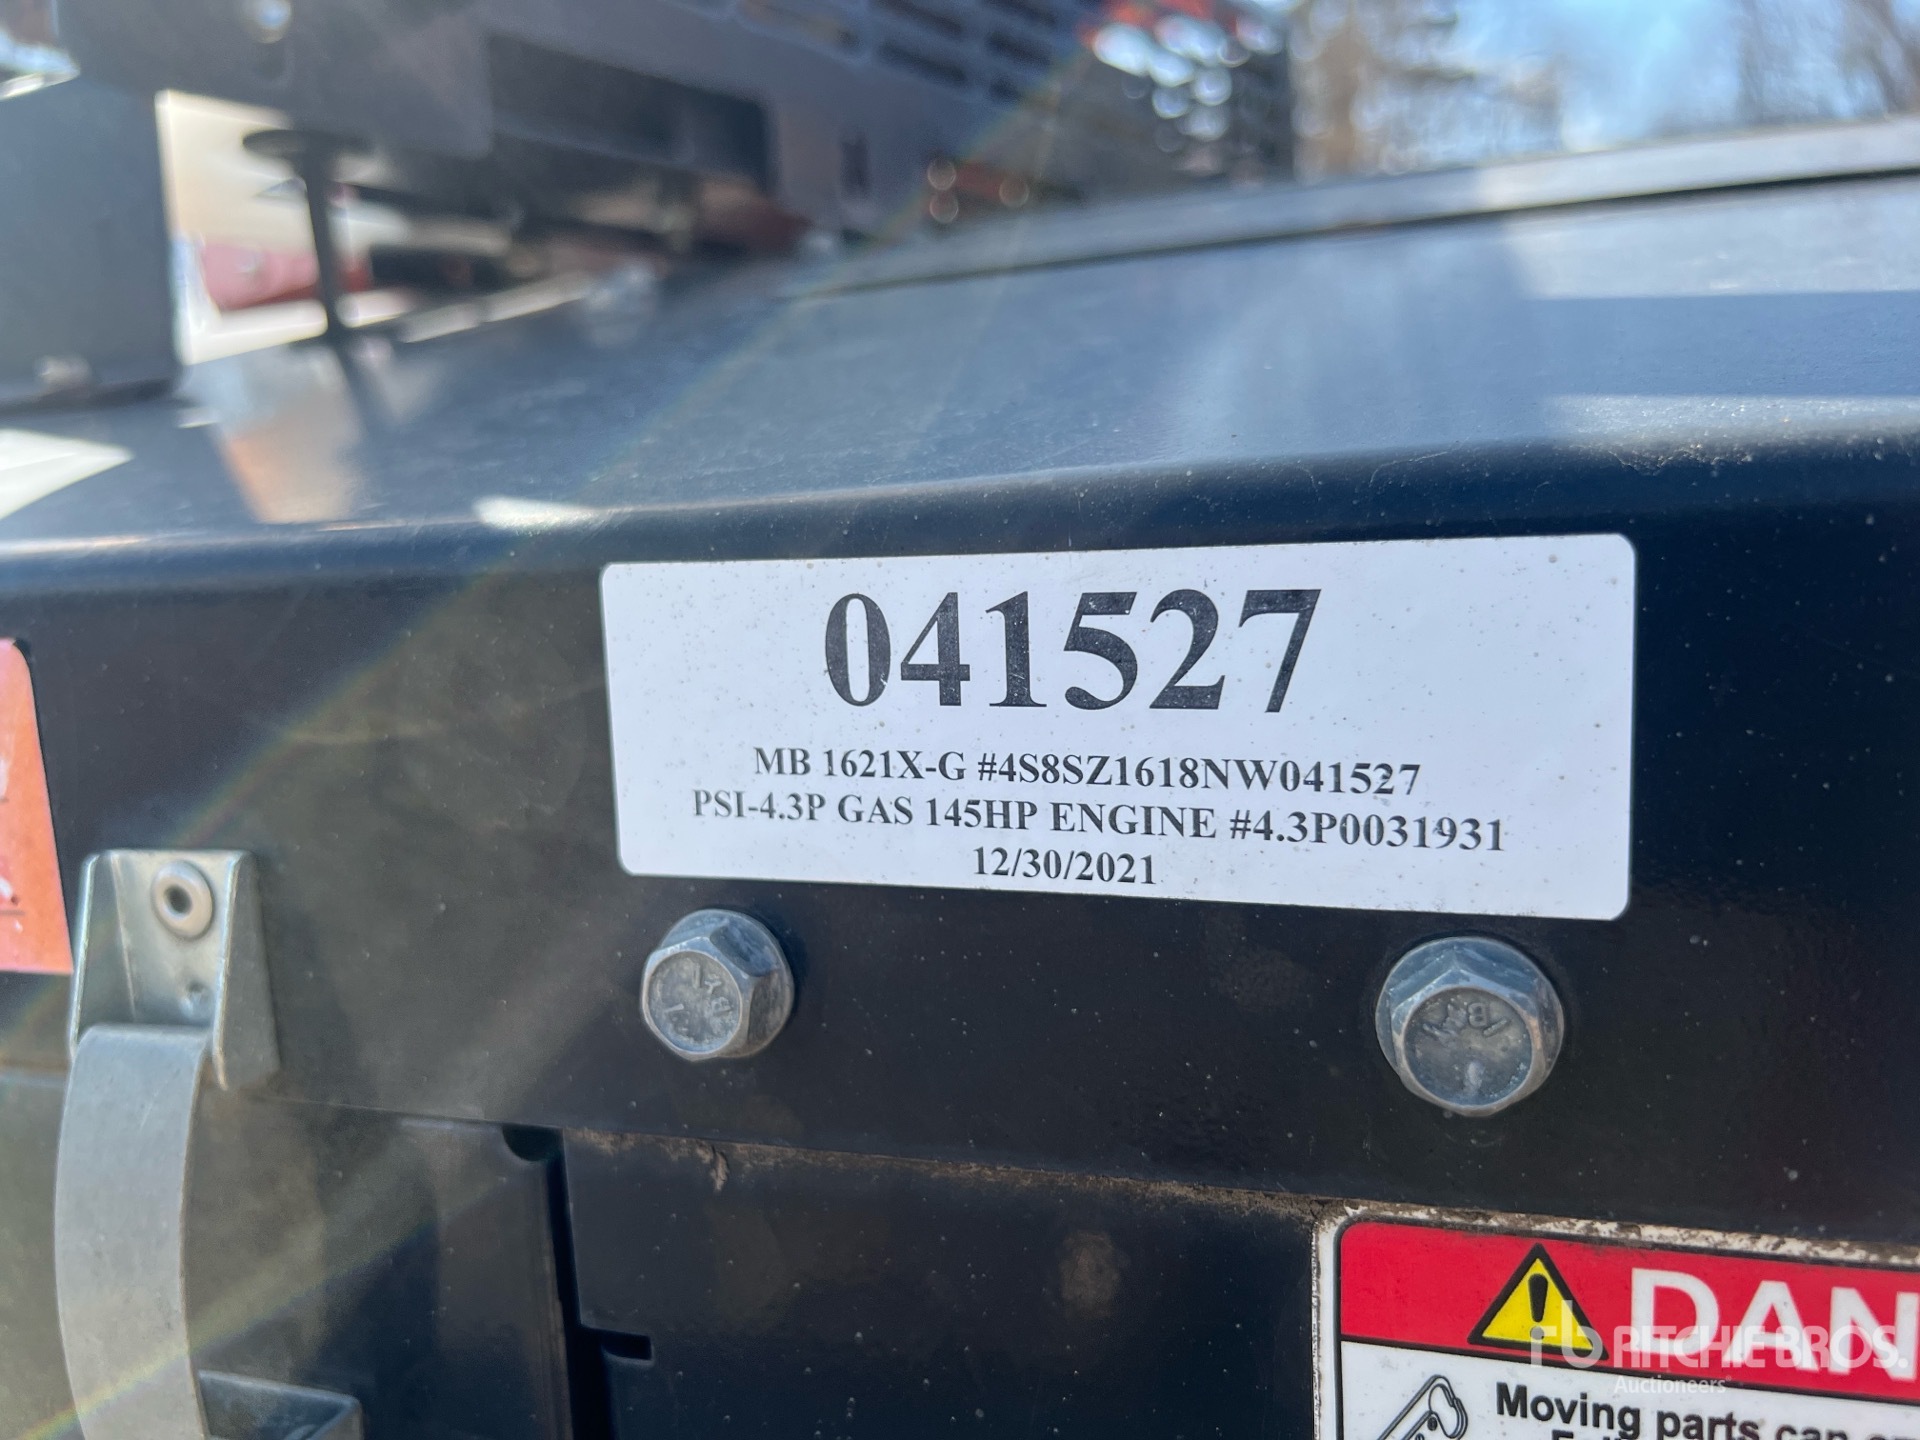 041527
MB 1621X-G #4S8SZ1618NW041527
PSI-4.3P GAS 145HP ENGINE #4.3P0031931
12/30/2021
DAN
RITCHIE BROS.
Auctioneers
Moving parts can